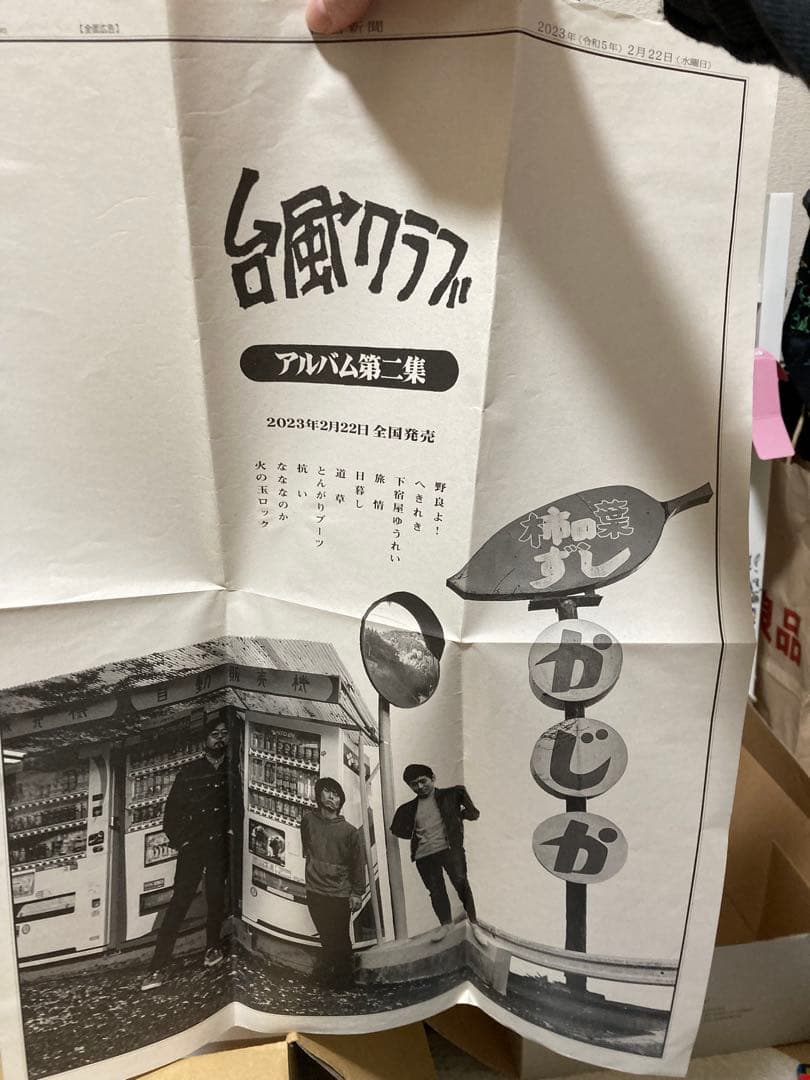 【全面広告】
新聞
2023年(令和5年)2月22日(水曜日)
台風クラブ
アルバム第二集
2023年2月22日 全国発売
野良よ!
へきれき
下宿屋ゆうれい
旅情
日暮し
道草
とんがりブーツ
抗い
なななのか
火の玉ロック
柿の葉
ずし
かじか
自動販売機
良品